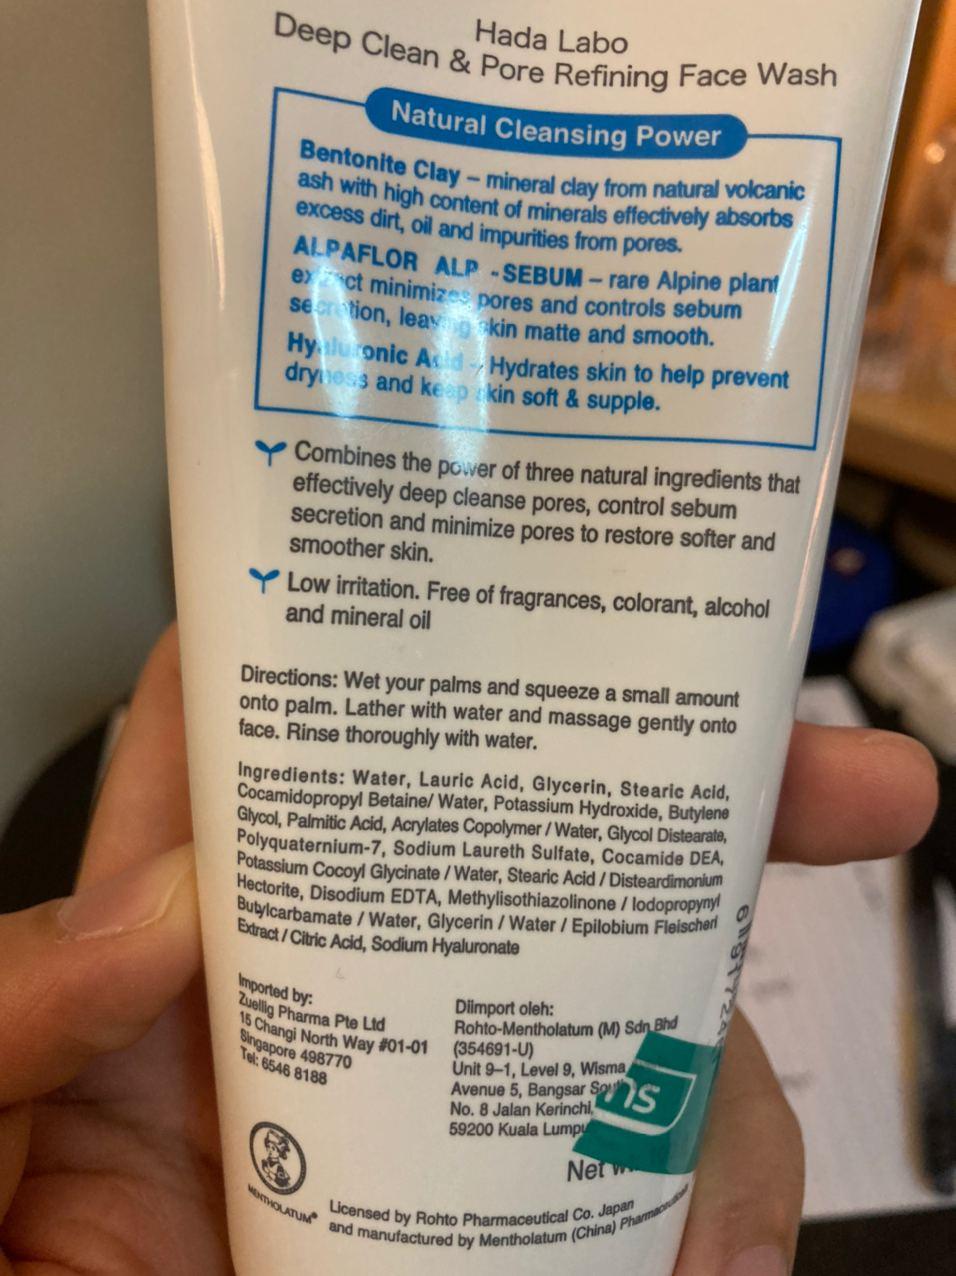 Hada Labo
Deep Clean & Pore Refining Face Wash
Natural Cleansing Power
Bentonite Clay – mineral clay from natural volcanic
ash with high content of minerals effectively absorbs
excess dirt, oil and impurities from pores.
ALPAFLOR ALP -SEBUM – rare Alpine plant
extract minimizes pores and controls sebum
secretion, leaving skin matte and smooth.
Hyaluronic Acid – Hydrates skin to help prevent
dryness and keep skin soft & supple.
Combines the power of three natural ingredients that
effectively deep cleanse pores, control sebum
secretion and minimize pores to restore softer and
smoother skin.
Low irritation. Free of fragrances, colorant, alcohol
and mineral oil
Directions: Wet your palms and squeeze a small amount
onto palm. Lather with water and massage gently onto
face. Rinse thoroughly with water.
Ingredients: Water, Lauric Acid, Glycerin, Stearic Acid,
Cocamidopropyl Betaine/ Water, Potassium Hydroxide, Butylene
Glycol, Palmitic Acid, Acrylates Copolymer / Water, Glycol Distearate,
Polyquaternium-7, Sodium Laureth Sulfate, Cocamide DEA,
Potassium Cocoyl Glycinate / Water, Stearic Acid / Disteardimonium
Hectorite, Disodium EDTA, Methylisothiazolinone / Iodopropynyl
Butylcarbamate / Water, Glycerin / Water / Epilobium Fleischeri
Extract / Citric Acid, Sodium Hyaluronate
Imported by:
Zuellig Pharma Pte Ltd
15 Changi North Way #01-01
Singapore 498770
Tel: 6546 8188
Diimport oleh:
Rohto-Mentholatum (M) Sdn Bhd
(354691-U)
Unit 9–1, Level 9, Wisma
Avenue 5, Bangsar South
No. 8 Jalan Kerinchi,
59200 Kuala Lumpu
ns
Net
MENTHOLATUM®
Licensed by Rohto Pharmaceutical Co. Japan
and manufactured by Mentholatum (China) Pharmaceuticals